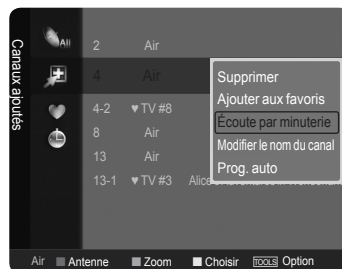 Canaux ajoutés
All
2 Air
4 Air
4-2 ♥ TV #8
8 Air
13 Air
13-1 ♥ TV #3
Supprimer
Ajouter aux favoris
Écoute par minuterie
Modifier le nom du canal
Prog. auto
Air Antenne Zoom Choisir TOOLS Option